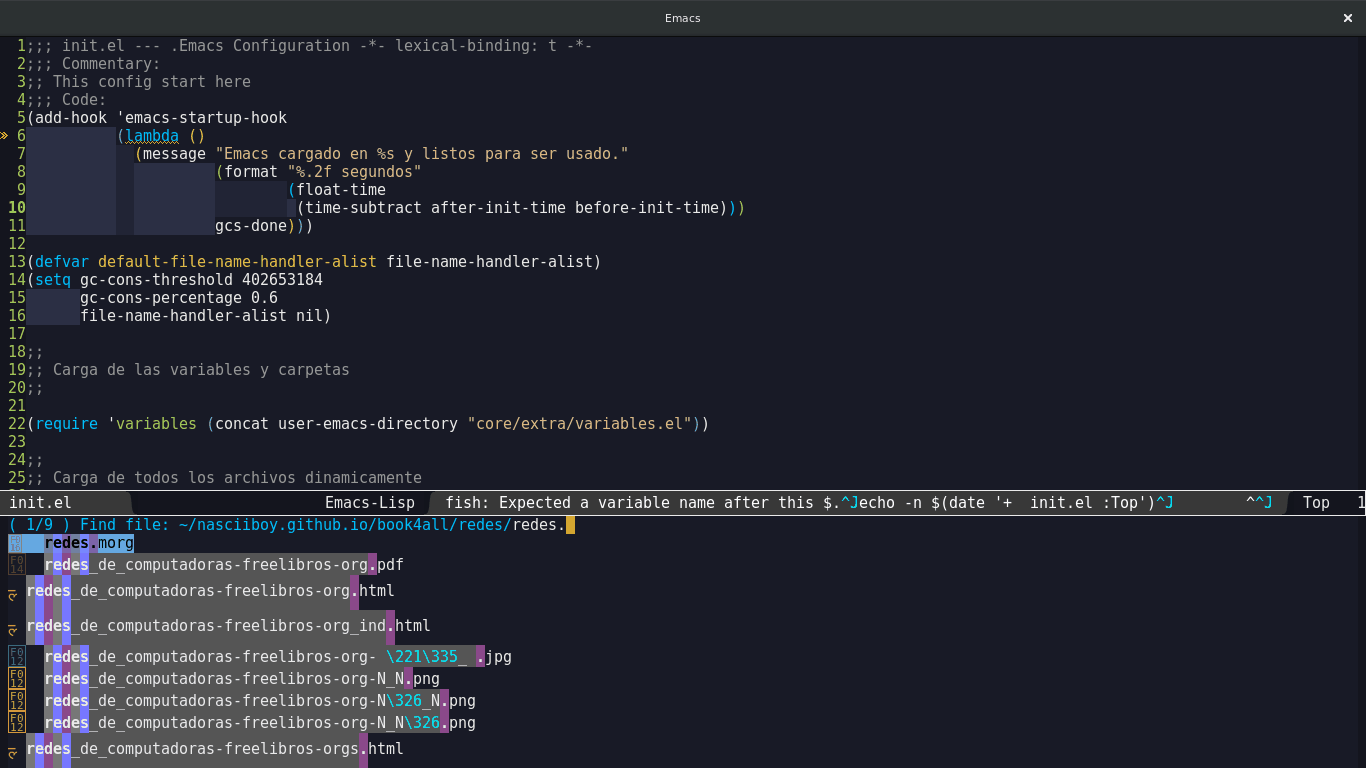 Emacs ×
1;;; init.el --- .Emacs Configuration -*- lexical-binding: t -*-
2;;; Commentary:
3;; This config start here
4;;; Code:
5(add-hook 'emacs-startup-hook
» 6          (lambda ()
7            (message "Emacs cargado en %s y listos para ser usado."
8                     (format "%.2f segundos"
9                             (float-time
10                              (time-subtract after-init-time before-init-time)))
11                     gcs-done)))
12
13(defvar default-file-name-handler-alist file-name-handler-alist)
14(setq gc-cons-threshold 402653184
15      gc-cons-percentage 0.6
16      file-name-handler-alist nil)
17
18;;
19;; Carga de las variables y carpetas
20;;
21
22(require 'variables (concat user-emacs-directory "core/extra/variables.el"))
23
24;;
25;; Carga de todos los archivos dinamicamente
init.el Emacs-Lisp fish: Expected a variable name after this $.^Jecho -n $(date '+  init.el :Top')^J ^^J Top 1
( 1/9 ) Find file: ~/nasciiboy.github.io/book4all/redes/redes.
redes.morg
F014 redes_de_computadoras-freelibros-org.pdf
redes_de_computadoras-freelibros-org.html
redes_de_computadoras-freelibros-org_ind.html
F012 redes_de_computadoras-freelibros-org- \221\335_ .jpg
F012 redes_de_computadoras-freelibros-org-N_N.png
F012 redes_de_computadoras-freelibros-org-N\326_N.png
F012 redes_de_computadoras-freelibros-org-N_N\326.png
redes_de_computadoras-freelibros-orgs.html